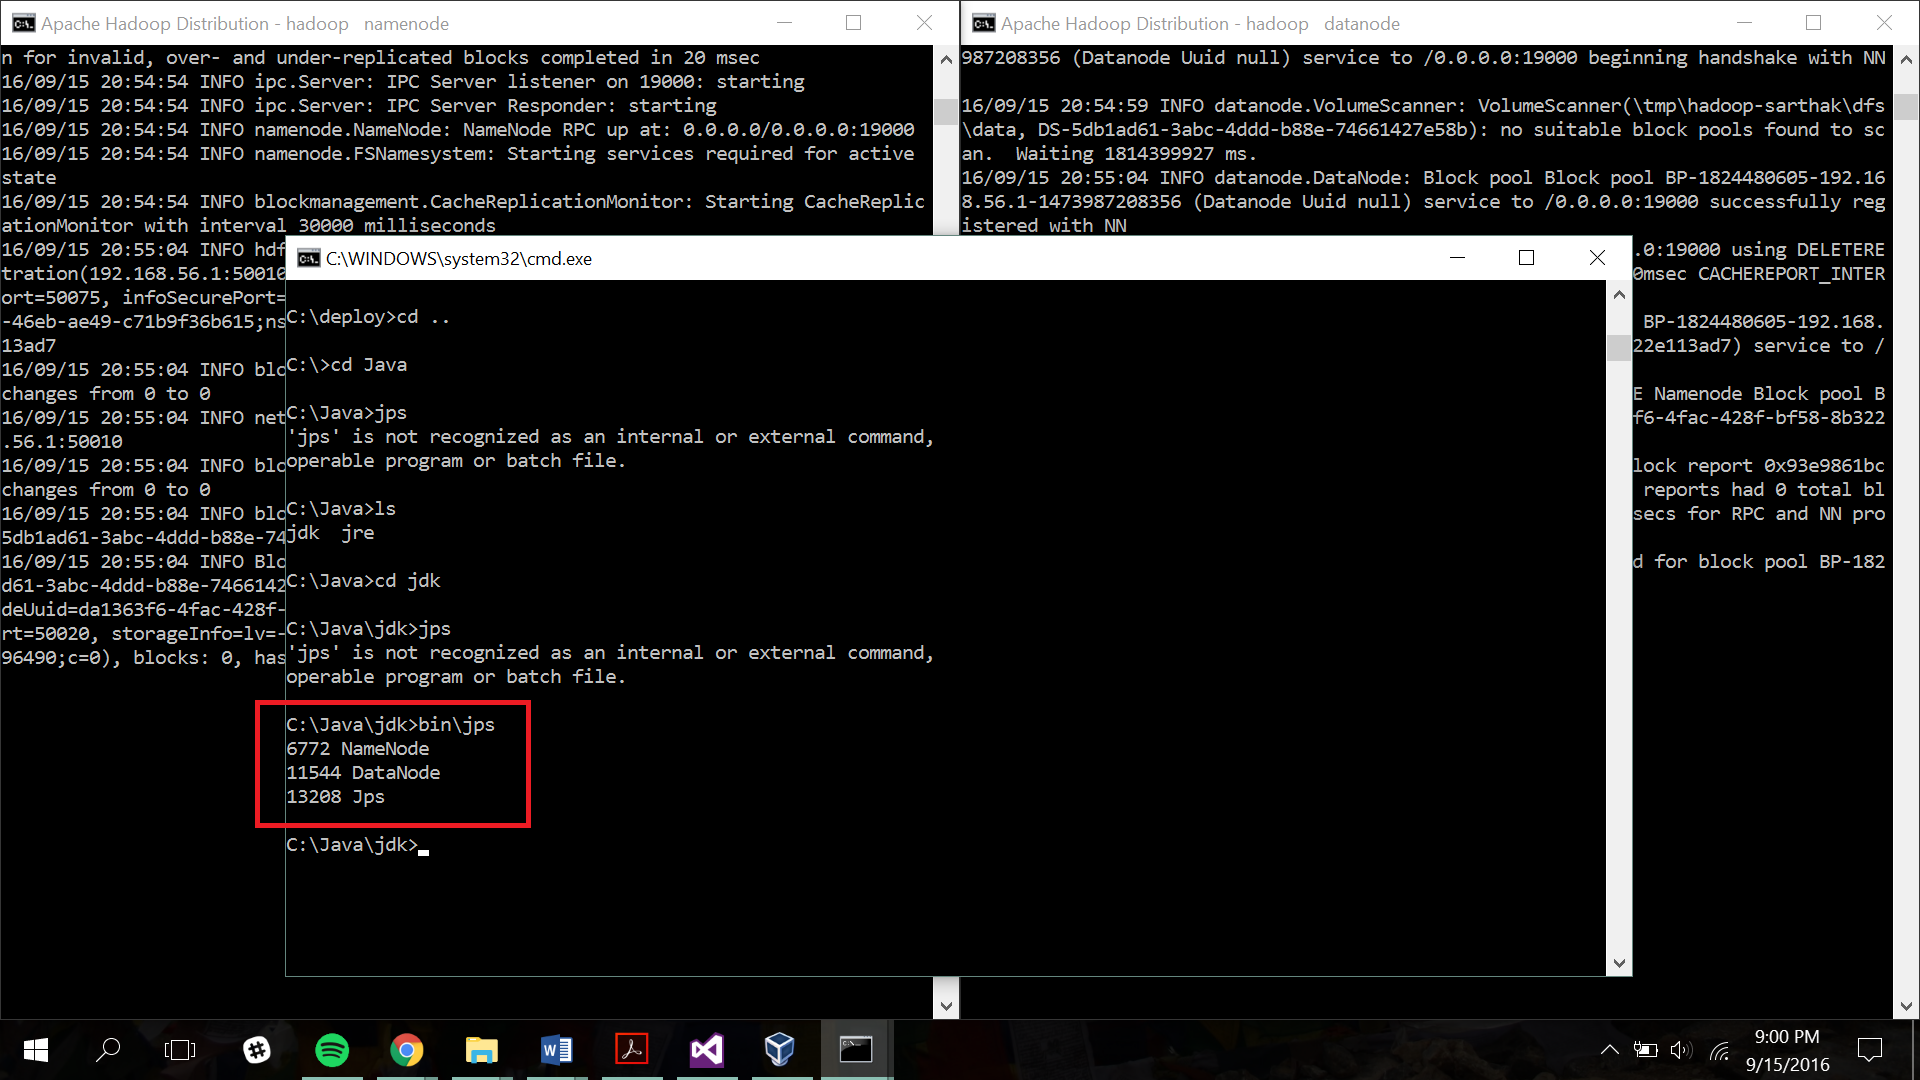 Apache Hadoop Distribution - hadoop   namenode
n for invalid, over- and under-replicated blocks completed in 20 msec
16/09/15 20:54:54 INFO ipc.Server: IPC Server listener on 19000: starting
16/09/15 20:54:54 INFO ipc.Server: IPC Server Responder: starting
16/09/15 20:54:54 INFO namenode.NameNode: NameNode RPC up at: 0.0.0.0/0.0.0.0:19000
16/09/15 20:54:54 INFO namenode.FSNamesystem: Starting services required for active
state
16/09/15 20:54:54 INFO blockmanagement.CacheReplicationMonitor: Starting CacheReplic
ationMonitor with interval 30000 milliseconds
16/09/15 20:55:04 INFO hdf
tration(192.168.56.1:50010
ort=50075, infoSecurePort=
-46eb-ae49-c71b9f36b615;ns
13ad7
16/09/15 20:55:04 INFO blo
changes from 0 to 0
16/09/15 20:55:04 INFO net
.56.1:50010
16/09/15 20:55:04 INFO blo
changes from 0 to 0
16/09/15 20:55:04 INFO blo
5db1ad61-3abc-4ddd-b88e-74
16/09/15 20:55:04 INFO Blo
d61-3abc-4ddd-b88e-7466142
deUuid=da1363f6-4fac-428f-
rt=50020, storageInfo=lv=-
96490;c=0), blocks: 0, has
Apache Hadoop Distribution - hadoop   datanode
987208356 (Datanode Uuid null) service to /0.0.0.0:19000 beginning handshake with NN
16/09/15 20:54:59 INFO datanode.VolumeScanner: VolumeScanner(\tmp\hadoop-sarthak\dfs
\data, DS-5db1ad61-3abc-4ddd-b88e-74661427e58b): no suitable block pools found to sc
an.  Waiting 1814399927 ms.
16/09/15 20:55:04 INFO datanode.DataNode: Block pool Block pool BP-1824480605-192.16
8.56.1-1473987208356 (Datanode Uuid null) service to /0.0.0.0:19000 successfully reg
istered with NN
.0:19000 using DELETERE
0msec CACHEREPORT_INTER
BP-1824480605-192.168.
22e113ad7) service to /
E Namenode Block pool B
f6-4fac-428f-bf58-8b322
lock report 0x93e9861bc
reports had 0 total bl
secs for RPC and NN pro
d for block pool BP-182
C:\WINDOWS\system32\cmd.exe
C:\deploy>cd ..
C:\>cd Java
C:\Java>jps
'jps' is not recognized as an internal or external command,
operable program or batch file.
C:\Java>ls
jdk  jre
C:\Java>cd jdk
C:\Java\jdk>jps
'jps' is not recognized as an internal or external command,
operable program or batch file.
C:\Java\jdk>bin\jps
6772 NameNode
11544 DataNode
13208 Jps
C:\Java\jdk>
9:00 PM
9/15/2016